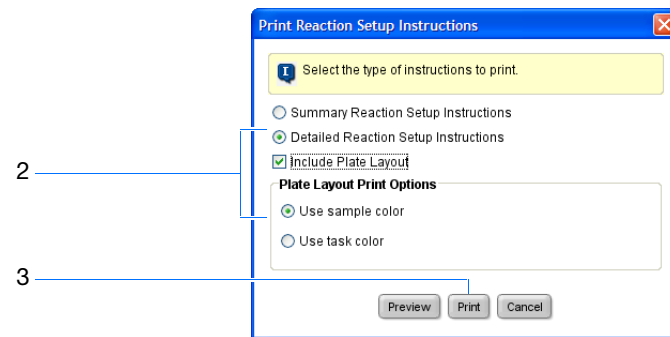 Print Reaction Setup Instructions
Select the type of instructions to print.
Summary Reaction Setup Instructions
Detailed Reaction Setup Instructions
2
Include Plate Layout
Plate Layout Print Options
Use sample color
Use task color
3
Preview Print Cancel